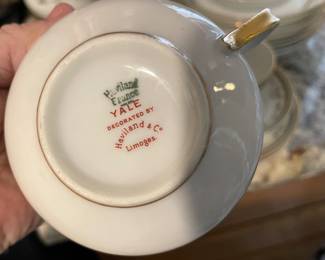 Haviland
France
YALE
DECORATED BY
Haviland & Co
Limoges